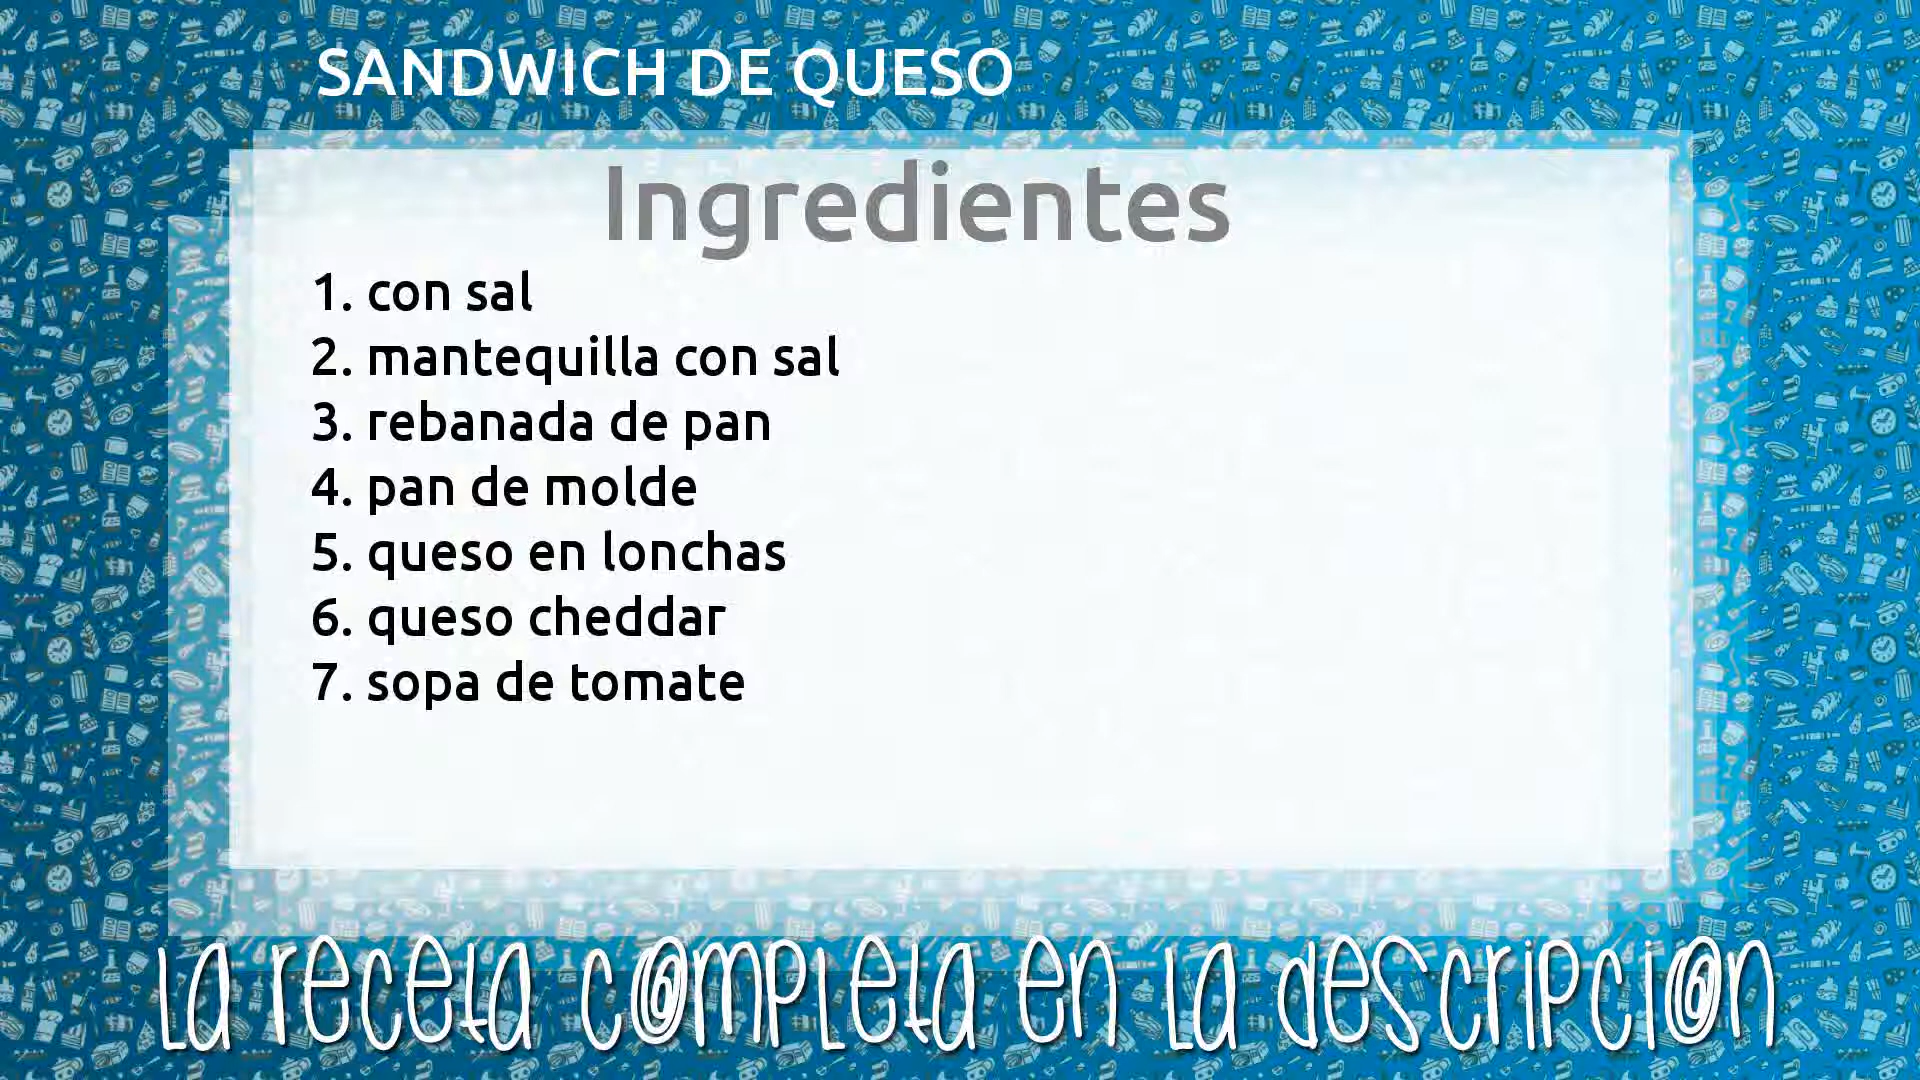 SANDWICH DE QUESO
Ingredientes
1. con sal
2. mantequilla con sal
3. rebanada de pan
4. pan de molde
5. queso en lonchas
6. queso cheddar
7. sopa de tomate
La receta completa en la descripcion